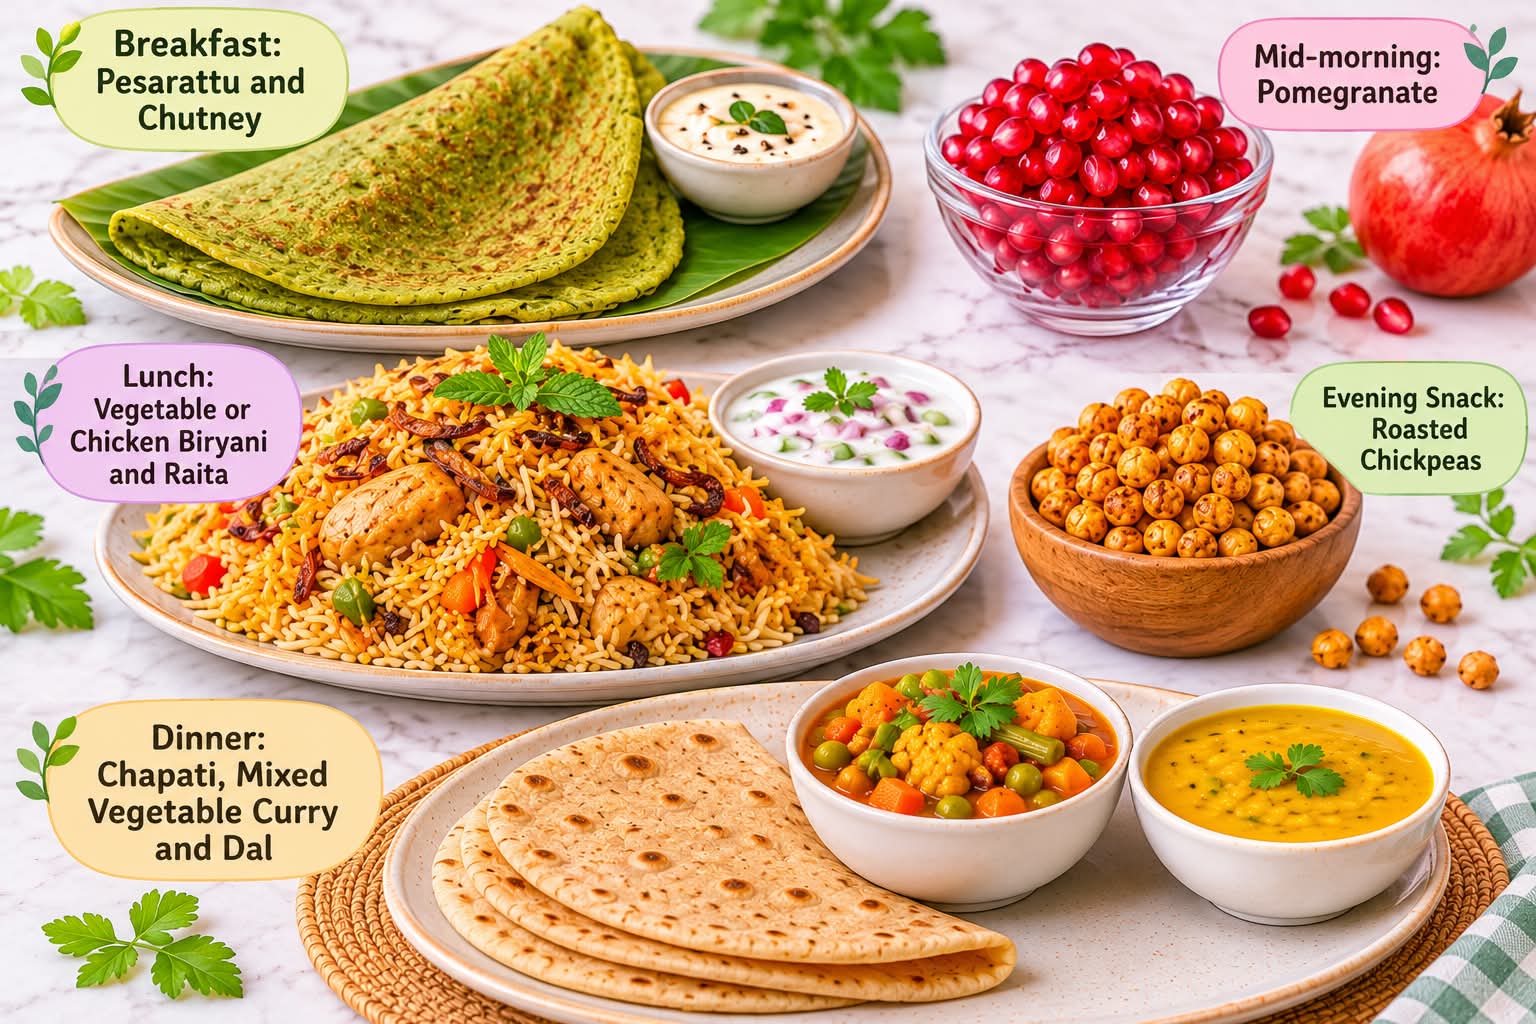 Breakfast:
Pesarattu and
Chutney
Mid-morning:
Pomegranate
Lunch:
Vegetable or
Chicken Biryani
and Raita
Evening Snack:
Roasted
Chickpeas
Dinner:
Chapati, Mixed
Vegetable Curry
and Dal